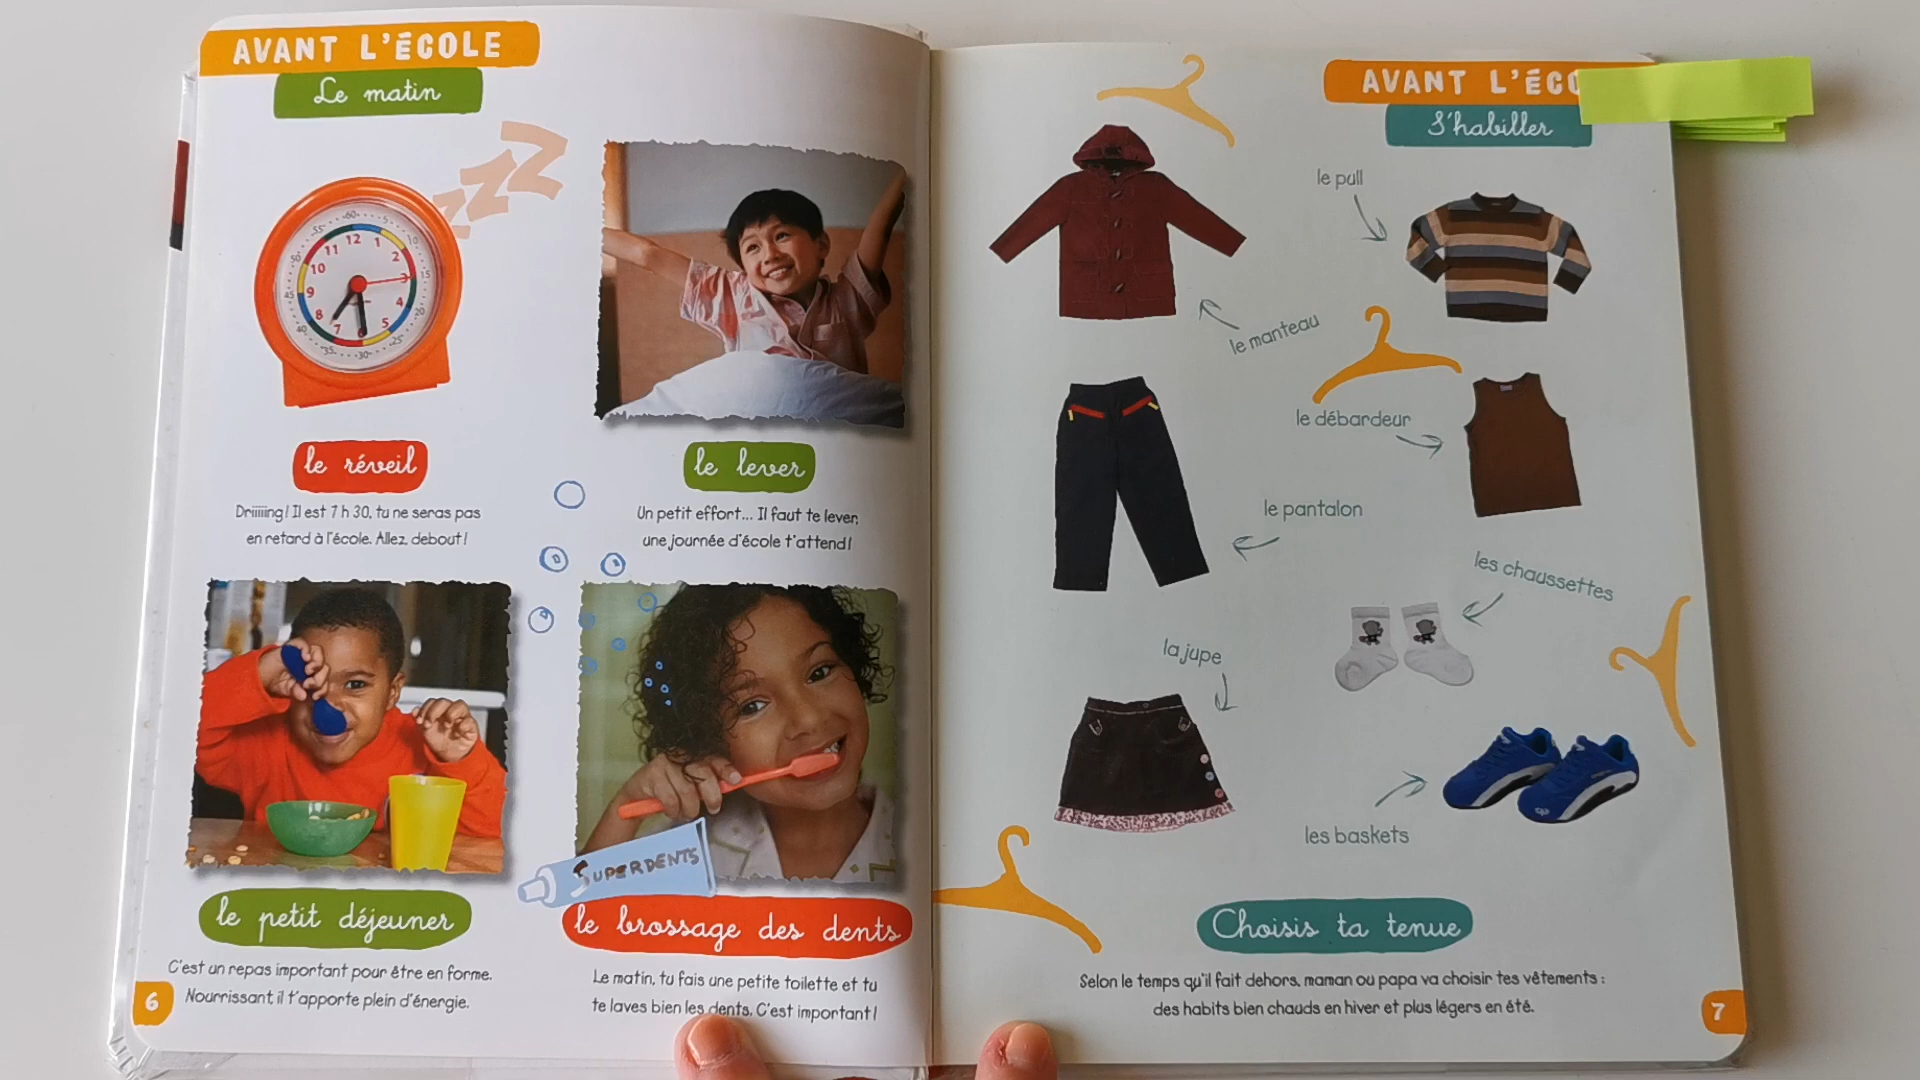 AVANT L'ÉCOLE
Le matin
le réveil
Driiiiing! Il est 7 h 30, tu ne seras pas
en retard à l'école. Allez, debout!
le lever
Un petit effort... Il faut te lever,
une journée d'école t'attend!
le petit déjeuner
C'est un repas important pour être en forme.
Nourrissant, il t'apporte plein d'énergie.
SUPERDENTS
le brossage des dents
Le matin, tu fais une petite toilette et tu
te laves bien les dents. C'est important!
6
AVANT L'ÉCO
S'habiller
le pull
le manteau
le débardeur
le pantalon
les chaussettes
la jupe
les baskets
Choisis ta tenue
Selon le temps qu'il fait dehors, maman ou papa va choisir tes vêtements :
des habits bien chauds en hiver et plus légers en été.
7